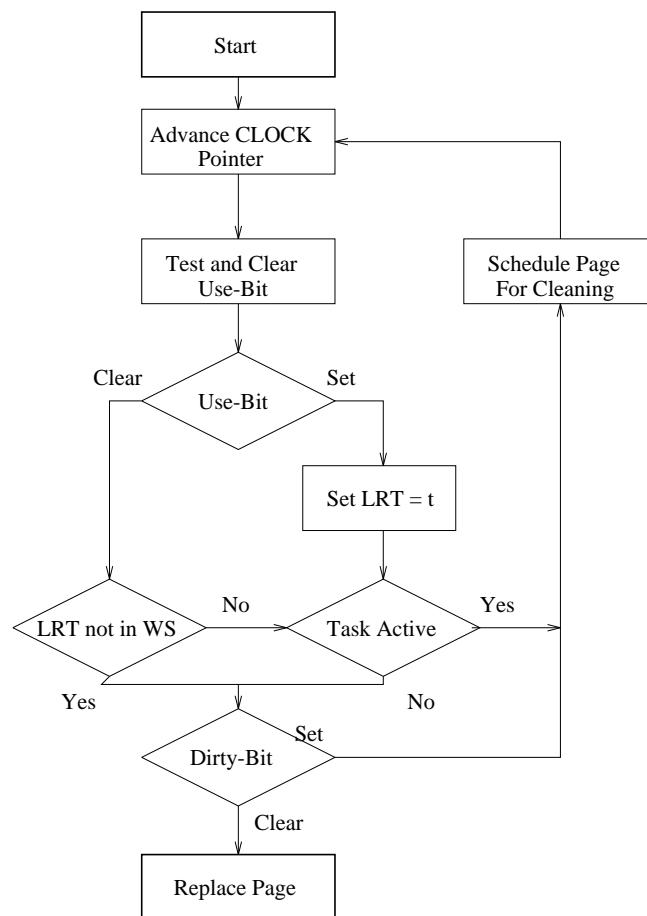 Start
Advance CLOCK
Pointer
Test and Clear
Use-Bit
Schedule Page
For Cleaning
Clear
Set
Use-Bit
Set LRT = t
No
Yes
LRT not in WS
Task Active
Yes
No
Set
Dirty-Bit
Clear
Replace Page